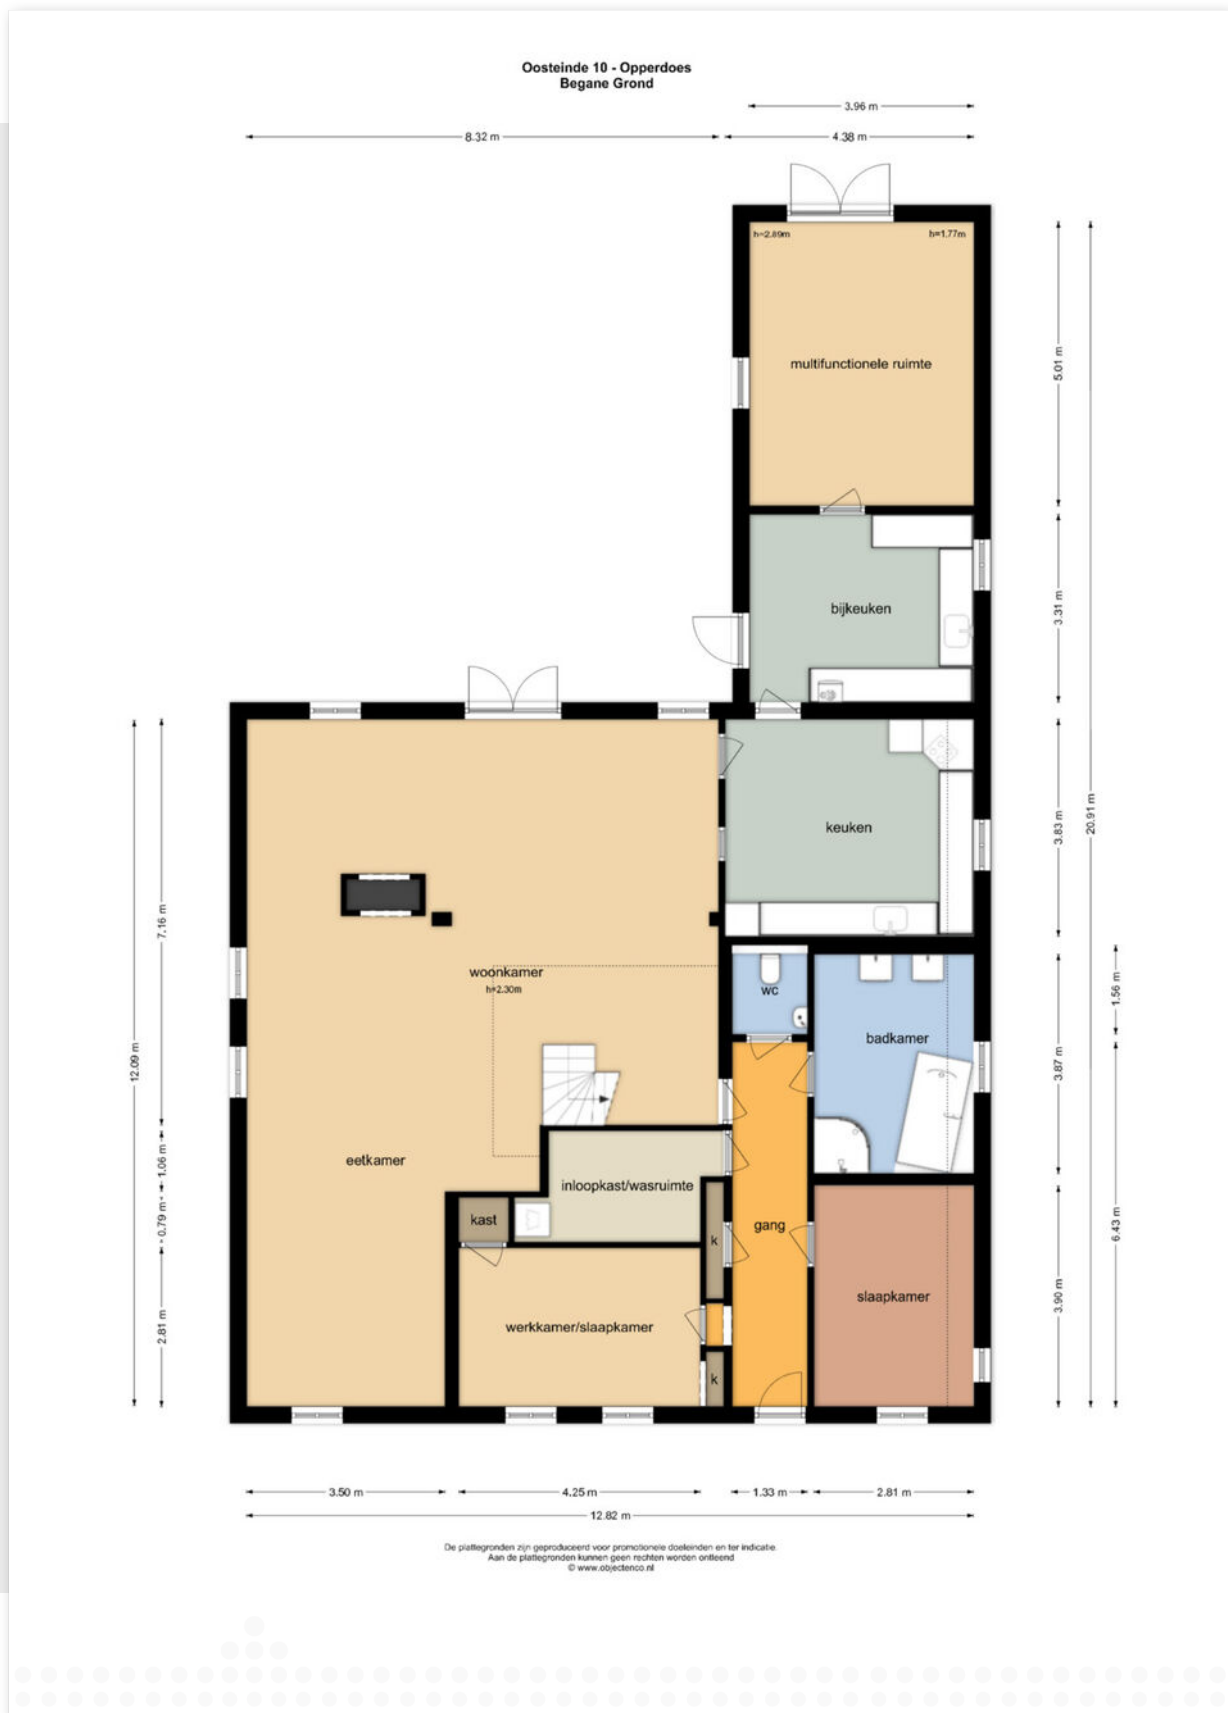 Oosteinde 10 - Opperdoes
Begane Grond
3.96 m
8.32 m
4.38 m
h=2.89m
h=1.77m
multifunctionele ruimte
5.01 m
bijkeuken
3.31 m
keuken
3.83 m
20.91 m
7.16 m
12.09 m
woonkamer
h=2.30m
wc
badkamer
1.56 m
3.87 m
eetkamer
1.06 m
inloopkast/wasruimte
kast
k
gang
0.79 m
6.43 m
slaapkamer
3.90 m
werkkamer/slaapkamer
2.81 m
k
3.50 m
4.25 m
1.33 m
2.81 m
12.82 m
De plattegronden zijn geproduceerd voor promotionele doeleinden en ter indicatie.
Aan de plattegronden kunnen geen rechten worden ontleend
© www.objectenco.nl